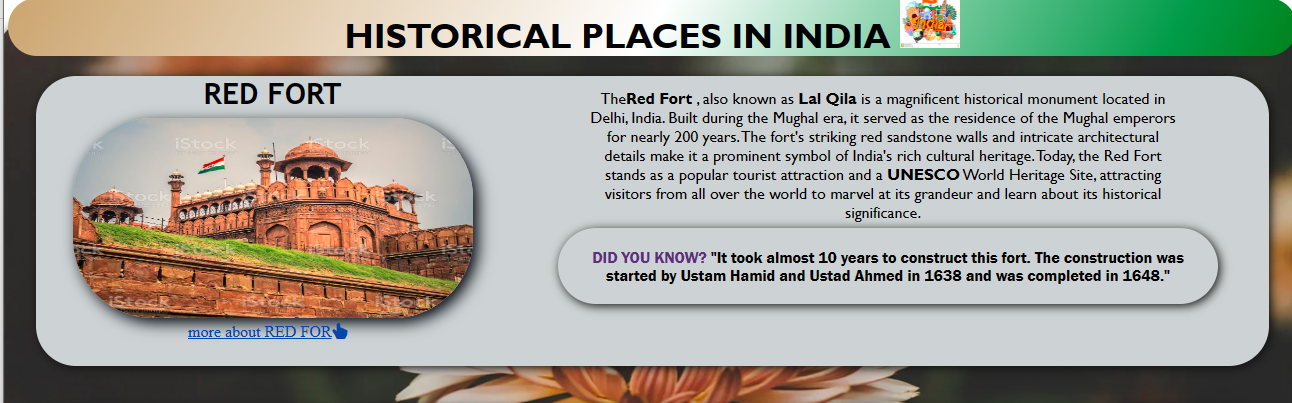 HISTORICAL PLACES IN INDIA
RED FORT
iStock
iStock
iStock
iStock
more about RED FOR
TheRed Fort , also known as Lal Qila is a magnificent historical monument located in
Delhi, India. Built during the Mughal era, it served as the residence of the Mughal emperors
for nearly 200 years. The fort's striking red sandstone walls and intricate architectural
details make it a prominent symbol of India's rich cultural heritage. Today, the Red Fort
stands as a popular tourist attraction and a UNESCO World Heritage Site, attracting
visitors from all over the world to marvel at its grandeur and learn about its historical
significance.
DID YOU KNOW? "It took almost 10 years to construct this fort. The construction was
started by Ustam Hamid and Ustad Ahmed in 1638 and was completed in 1648."